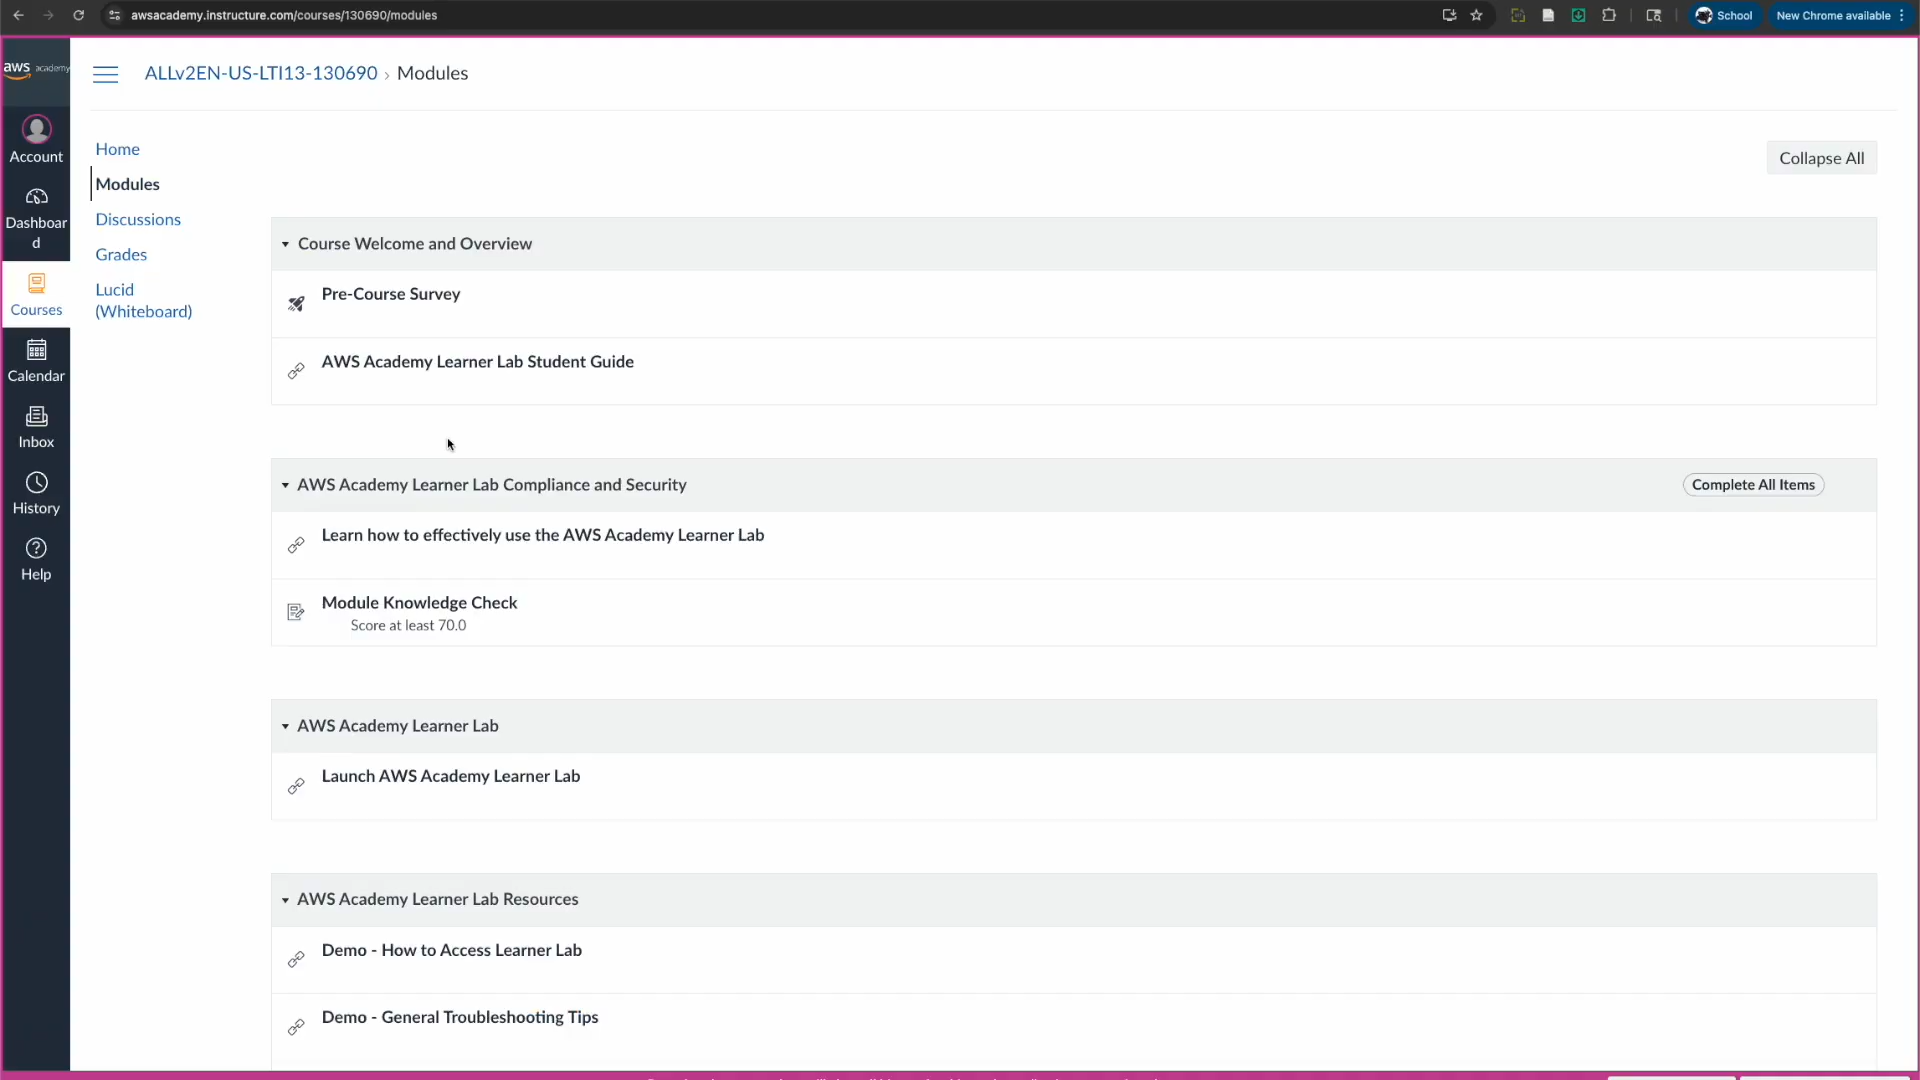 awsacademy.instructure.com/courses/130690/modules
School
New Chrome available
aws academy
ALLv2EN-US-LTI13-130690 › Modules
Account
Dashboar
d
Courses
Calendar
Inbox
History
Help
Home
Modules
Discussions
Grades
Lucid
(Whiteboard)
Collapse All
Course Welcome and Overview
Pre-Course Survey
AWS Academy Learner Lab Student Guide
AWS Academy Learner Lab Compliance and Security
Complete All Items
Learn how to effectively use the AWS Academy Learner Lab
Module Knowledge Check
Score at least 70.0
AWS Academy Learner Lab
Launch AWS Academy Learner Lab
AWS Academy Learner Lab Resources
Demo - How to Access Learner Lab
Demo - General Troubleshooting Tips